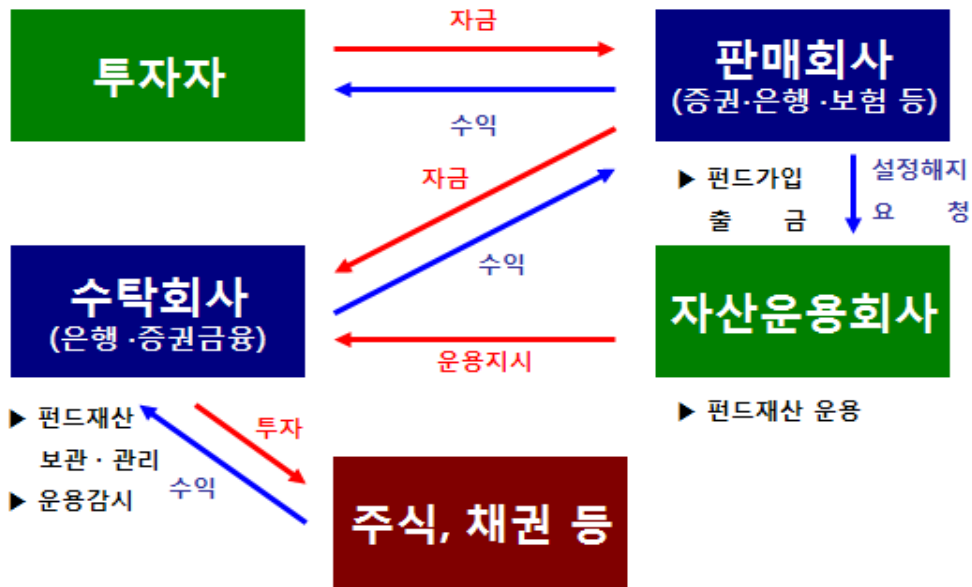 투자자
자금
수익
판매회사
(증권·은행 ·보험 등)
자금
수익
▶ 펀드가입
출 금
설정해지
요 청
수탁회사
(은행 ·증권금융)
운용지시
자산운용회사
▶ 펀드재산
보관 · 관리
▶ 운용감시
투자
수익
▶ 펀드재산 운용
주식, 채권 등